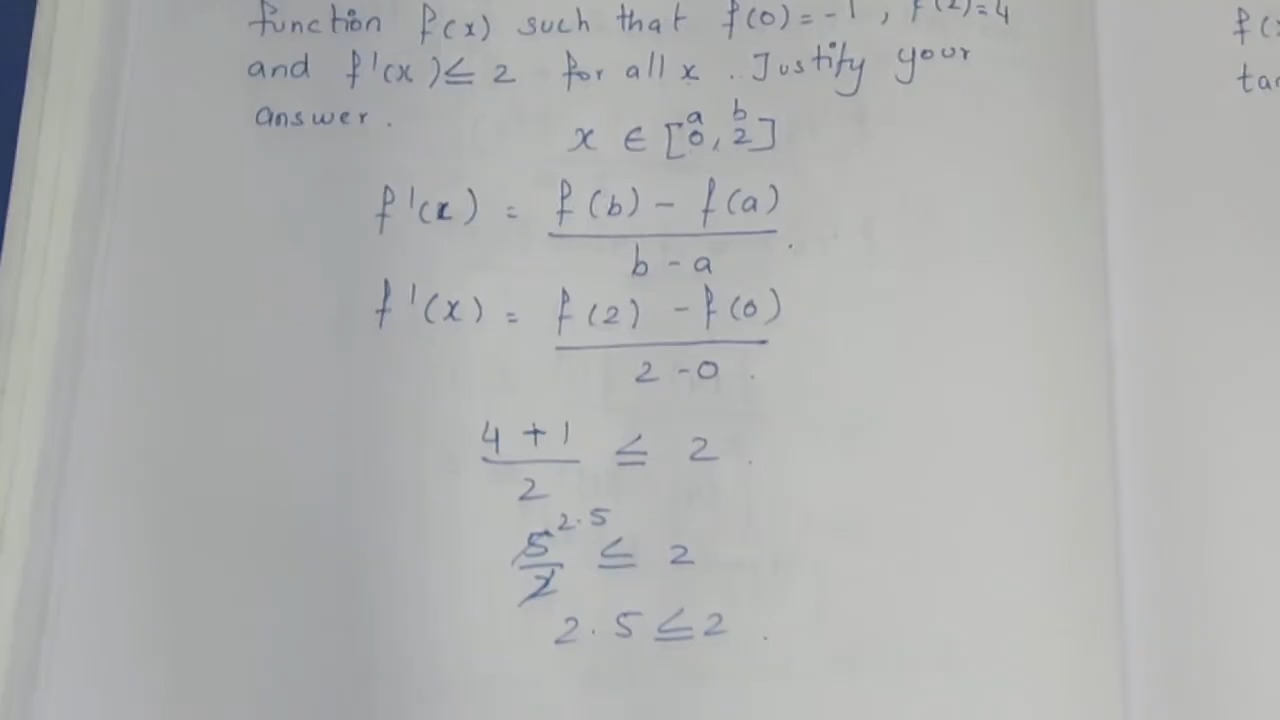 function f(x) such that f(0) = -1, f(2) = 4
and f'(x) ≤ 2 for all x. Justify your
answer.
a b
x ∈ [0, 2]
f'(x) = f(b) - f(a)
b - a
f'(x) = f(2) - f(0)
2 - 0
4 + 1 ≤ 2
2
2.5
5 ≤ 2
2
2.5 ≤ 2